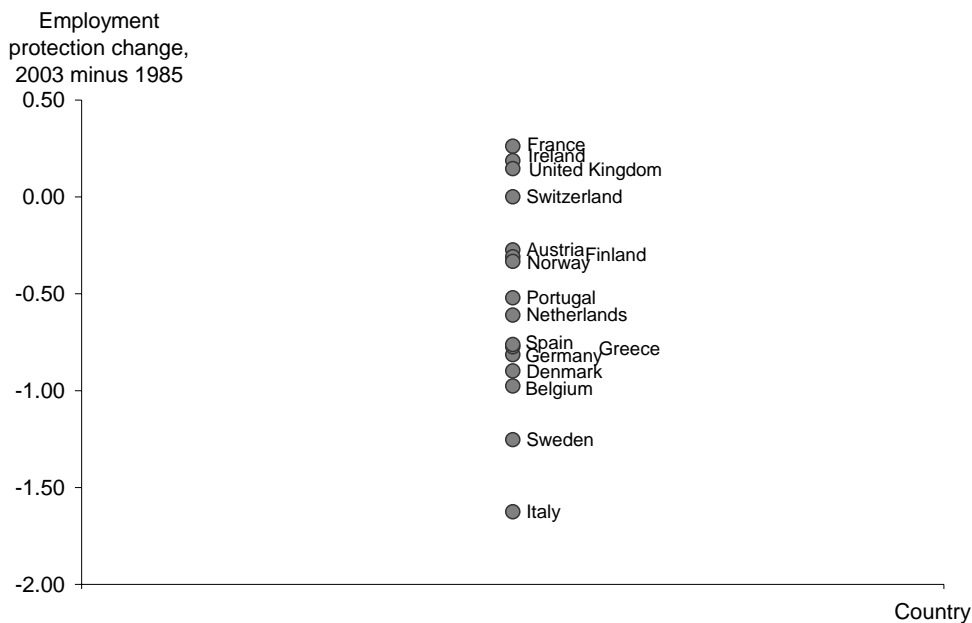 Employment
protection change,
2003 minus 1985
0.50
France
Ireland
United Kingdom
0.00
Switzerland
Austria
Finland
Norway
-0.50
Portugal
Netherlands
Spain
Greece
Germany
Denmark
-1.00
Belgium
Sweden
-1.50
Italy
-2.00
Country